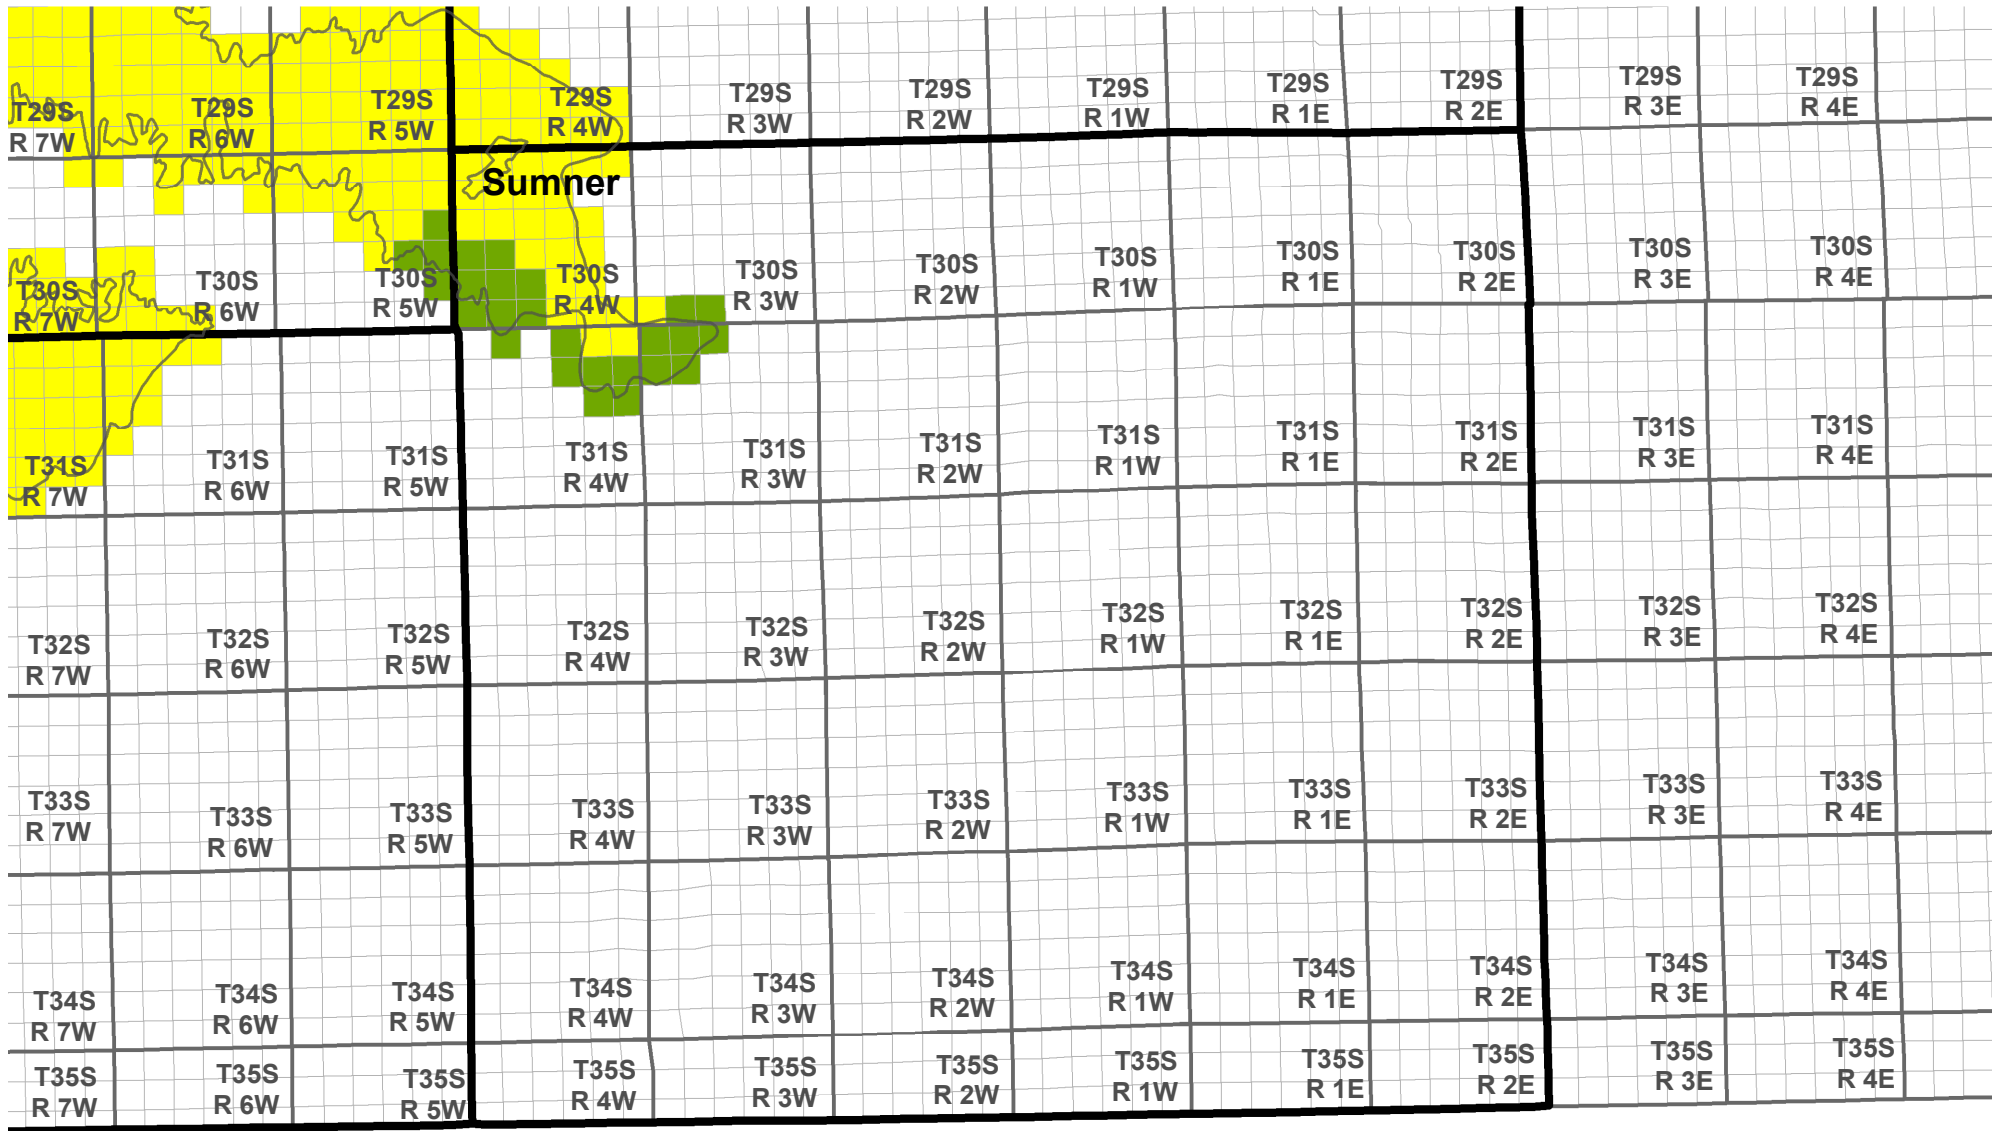 T29S
R 7W
T29S
R 6W
T29S
R 5W
T29S
R 4W
T29S
R 3W
T29S
R 2W
T29S
R 1W
T29S
R 1E
T29S
R 2E
T29S
R 3E
T29S
R 4E
Sumner
T30S
R 7W
T30S
R 6W
T30S
R 5W
T30S
R 4W
T30S
R 3W
T30S
R 2W
T30S
R 1W
T30S
R 1E
T30S
R 2E
T30S
R 3E
T30S
R 4E
T31S
R 7W
T31S
R 6W
T31S
R 5W
T31S
R 4W
T31S
R 3W
T31S
R 2W
T31S
R 1W
T31S
R 1E
T31S
R 2E
T31S
R 3E
T31S
R 4E
T32S
R 7W
T32S
R 6W
T32S
R 5W
T32S
R 4W
T32S
R 3W
T32S
R 2W
T32S
R 1W
T32S
R 1E
T32S
R 2E
T32S
R 3E
T32S
R 4E
T33S
R 7W
T33S
R 6W
T33S
R 5W
T33S
R 4W
T33S
R 3W
T33S
R 2W
T33S
R 1W
T33S
R 1E
T33S
R 2E
T33S
R 3E
T33S
R 4E
T34S
R 7W
T34S
R 6W
T34S
R 5W
T34S
R 4W
T34S
R 3W
T34S
R 2W
T34S
R 1W
T34S
R 1E
T34S
R 2E
T34S
R 3E
T34S
R 4E
T35S
R 7W
T35S
R 6W
T35S
R 5W
T35S
R 4W
T35S
R 3W
T35S
R 2W
T35S
R 1W
T35S
R 1E
T35S
R 2E
T35S
R 3E
T35S
R 4E